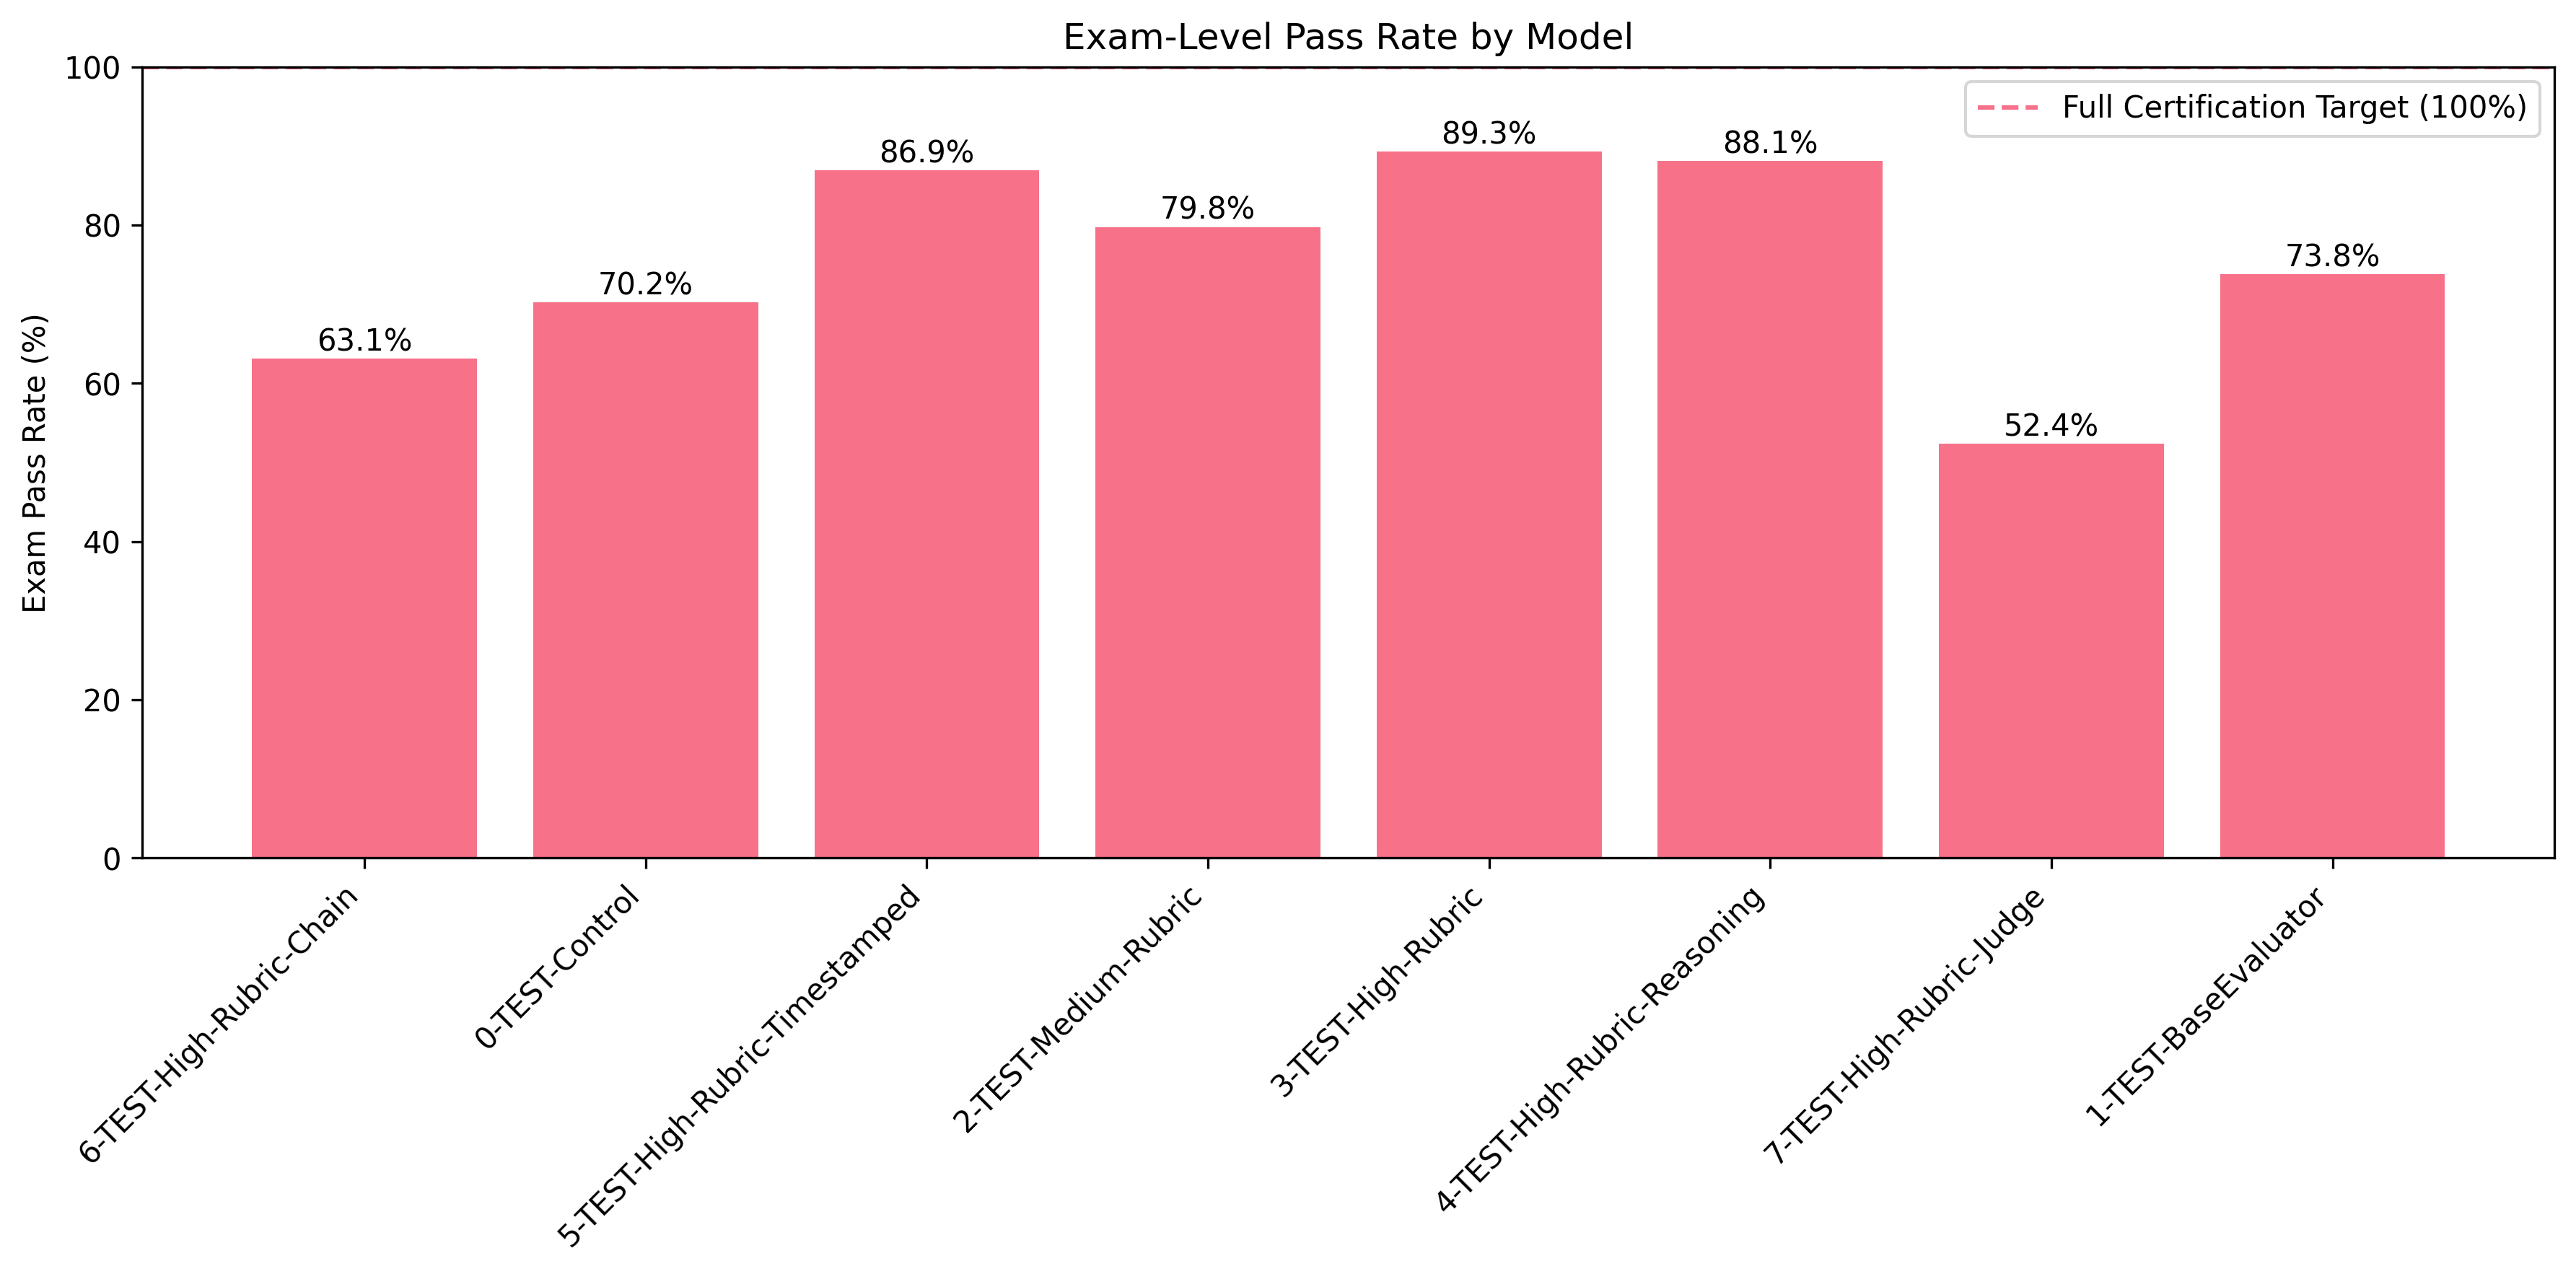 Exam-Level Pass Rate by Model
Full Certification Target (100%)
Exam Pass Rate (%)
100
80
60
40
20
0
63.1%
70.2%
86.9%
79.8%
89.3%
88.1%
52.4%
73.8%
6-TEST-High-Rubric-Chain
0-TEST-Control
5-TEST-High-Rubric-Timestamped
2-TEST-Medium-Rubric
3-TEST-High-Rubric
4-TEST-High-Rubric-Reasoning
7-TEST-High-Rubric-Judge
1-TEST-BaseEvaluator